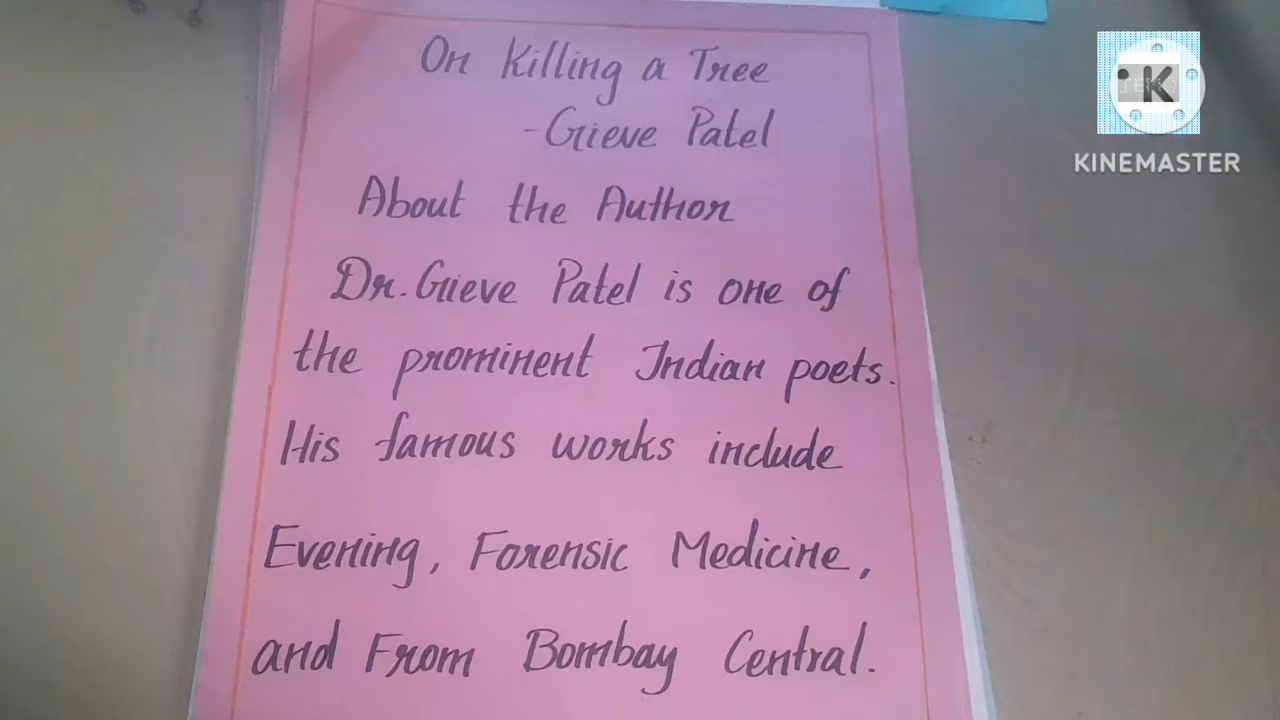 On Killing a Tree
-Gieve Patel
About the Author
Dr. Gieve Patel is one of
the prominent Indian poets.
His famous works include
Evening, Forensic Medicine,
and From Bombay Central.
KINEMASTER